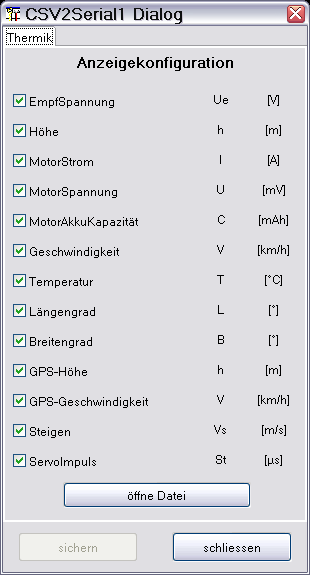 CSV2Serial1 Dialog
Thermik
Anzeigekonfiguration
EmpfSpannung Ue [V]
Höhe h [m]
MotorStrom I [A]
MotorSpannung U [mV]
MotorAkkuKapazität C [mAh]
Geschwindigkeit V [km/h]
Temperatur T [°C]
Längengrad L [°]
Breitengrad B [°]
GPS-Höhe h [m]
GPS-Geschwindigkeit V [km/h]
Steigen Vs [m/s]
ServoImpuls St [µs]
öffne Datei
sichern schliessen